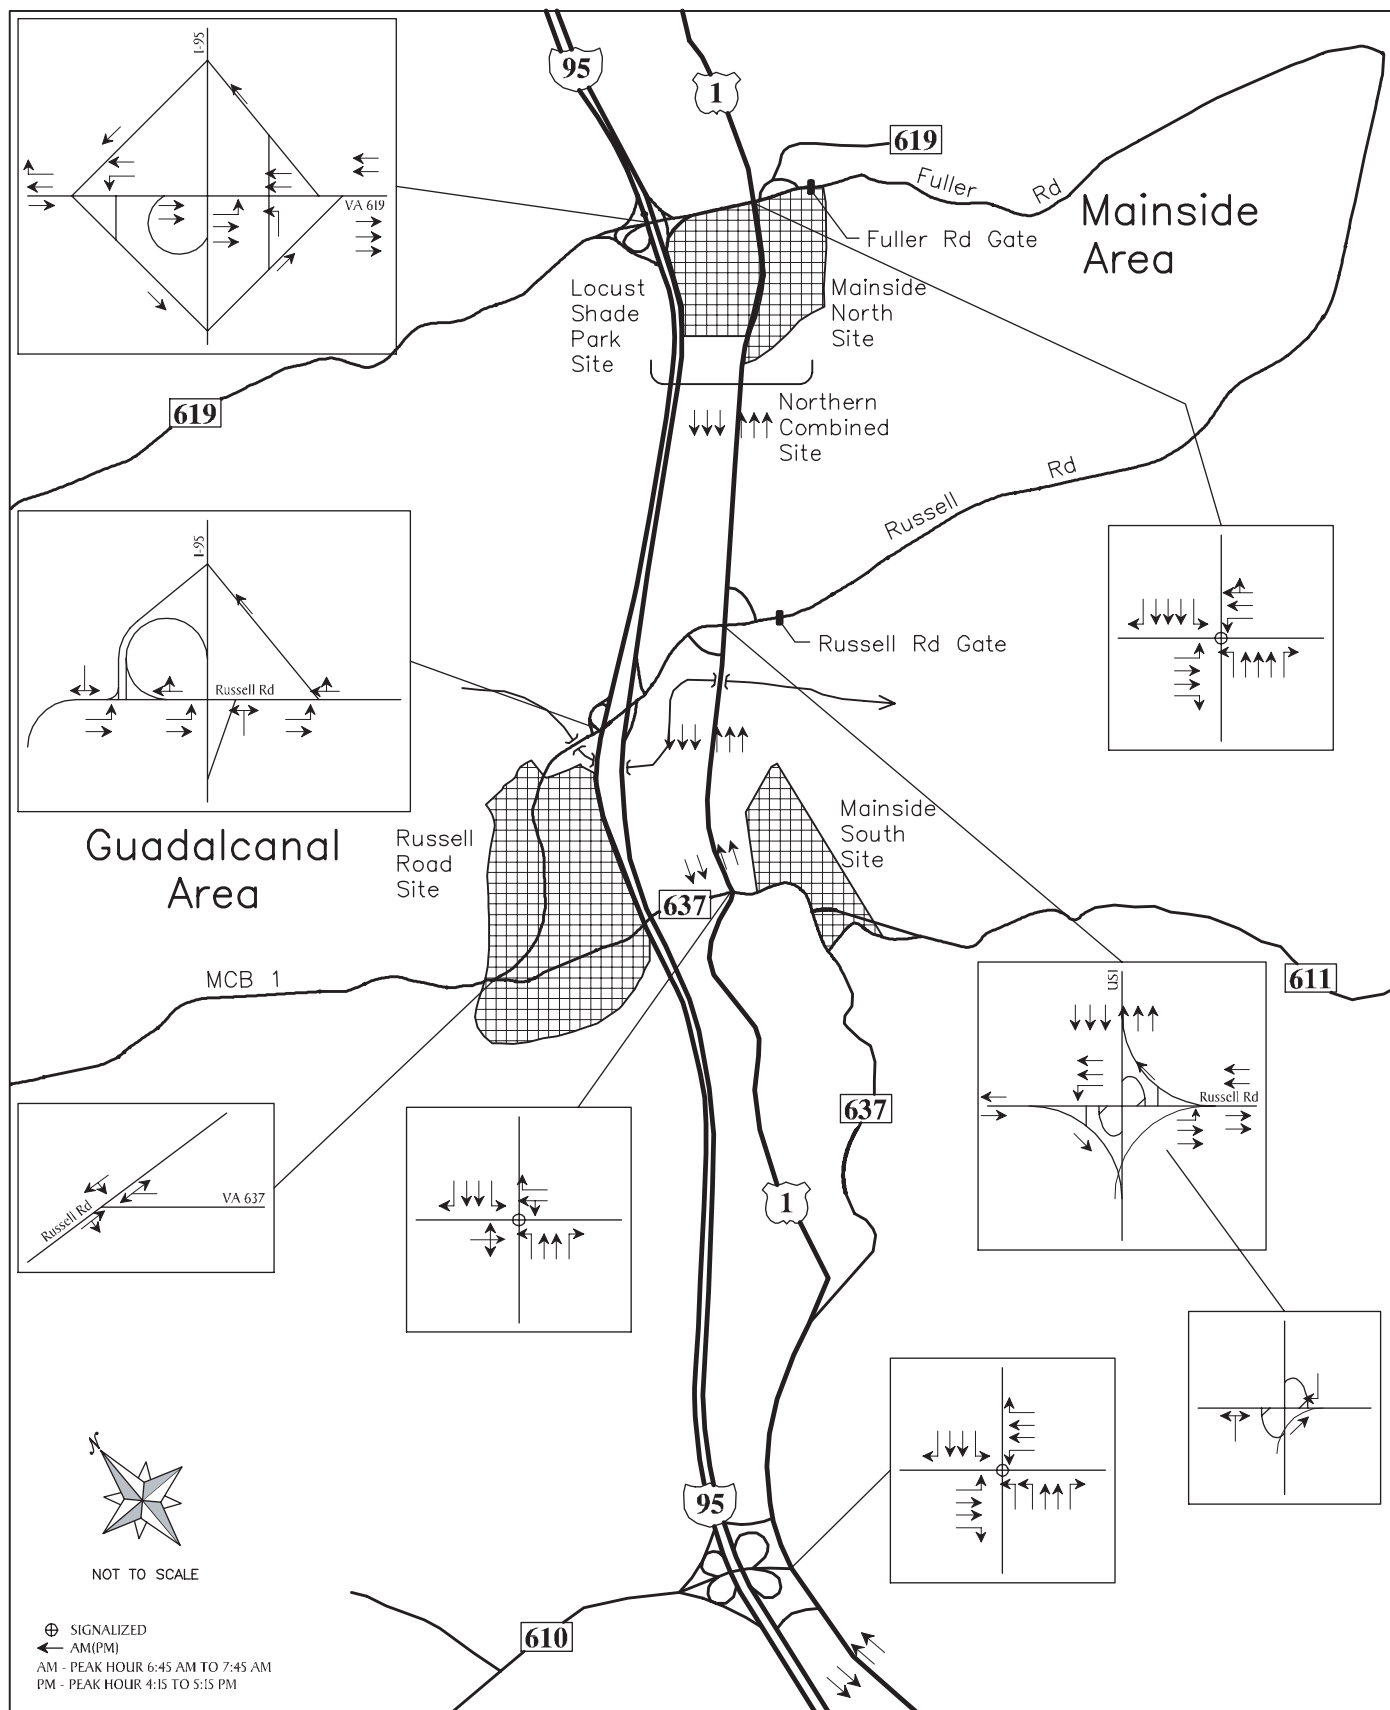 I-95
VA 619
95
1
619
Fuller
Rd
Mainside
Area
Fuller Rd Gate
Locust
Shade
Park
Site
Mainside
North
Site
619
Northern
Combined
Site
Russell
Rd
I-95
Russell Rd
Russell Rd Gate
Guadalcanal
Area
Russell
Road
Site
Mainside
South
Site
637
MCB 1
611
US1
Russell Rd
637
Russell Rd
VA 637
1
95
N
NOT TO SCALE
610
SIGNALIZED
AM(PM)
AM - PEAK HOUR 6:45 AM TO 7:45 AM
PM - PEAK HOUR 4:15 TO 5:15 PM